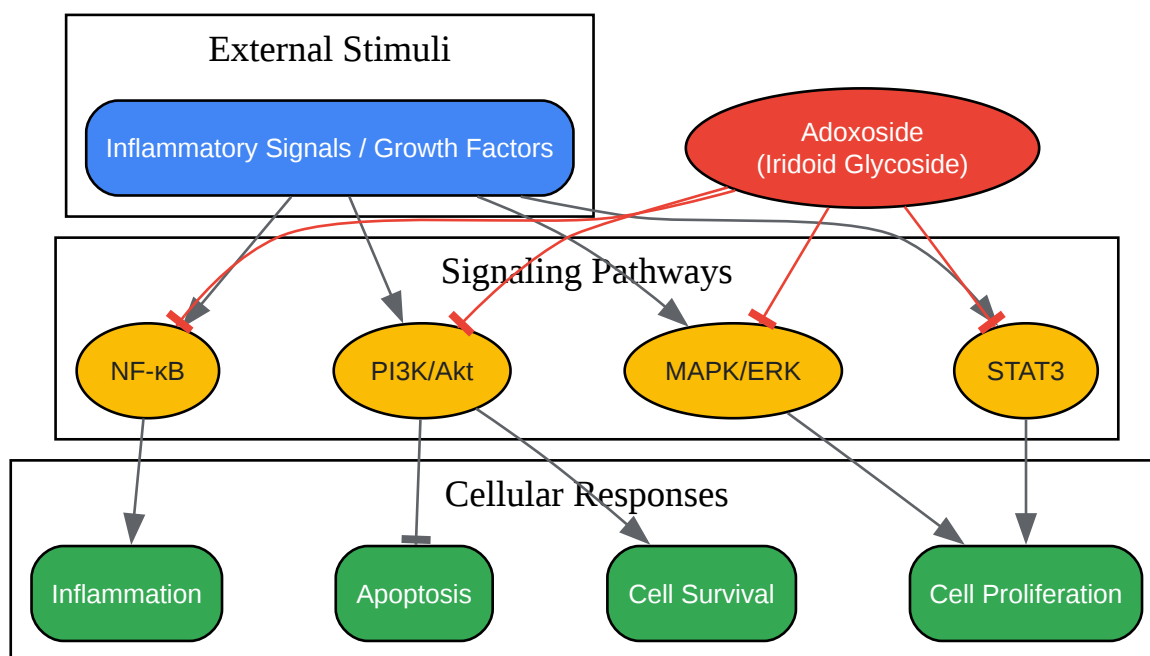 External Stimuli
Inflammatory Signals / Growth Factors
Adoxoside
(Iridoid Glycoside)
Signaling Pathways
NF-κB
PI3K/Akt
MAPK/ERK
STAT3
Cellular Responses
Inflammation
Apoptosis
Cell Survival
Cell Proliferation